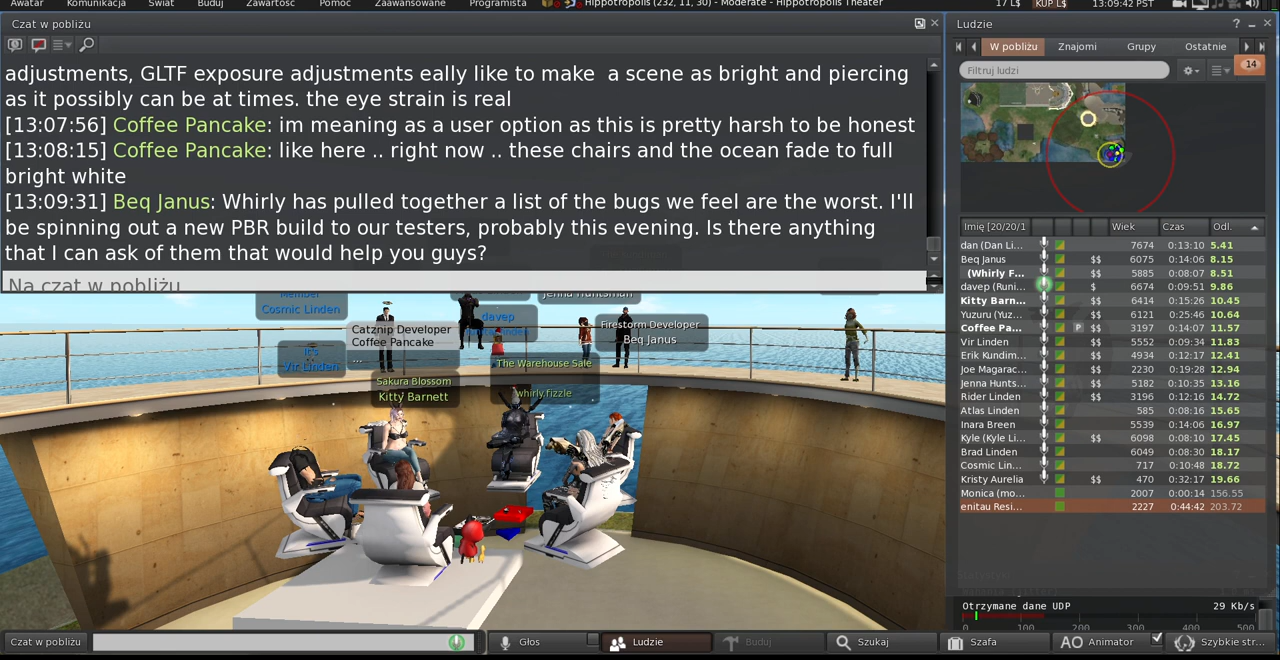 Awatar Komunikacja Świat Buduj Zawartość Pomoc Zaawansowane Programista Hippotropolis (232, 11, 30) - Moderate - Hippotropolis Theater 17 L$ KUP L$ 13:09:42 PST
Czat w pobliżu
adjustments, GLTF exposure adjustments eally like to make a scene as bright and piercing
as it possibly can be at times. the eye strain is real
[13:07:56] Coffee Pancake: im meaning as a user option as this is pretty harsh to be honest
[13:08:15] Coffee Pancake: like here .. right now .. these chairs and the ocean fade to full
bright white
[13:09:31] Beq Janus: Whirly has pulled together a list of the bugs we feel are the worst. I'll
be spinning out a new PBR build to our testers, probably this evening. Is there anything
that I can ask of them that would help you guys?
Na czat w pobliżu
Member
Cosmic Linden
Jenna Huntsman
davep
Firestorm Developer
Beq Janus
Catznip Developer
Coffee Pancake
...
It's
Vir Linden
The Warehouse Sale
whirly.fizzle
Sakura Blossom
Kitty Barnett
Ludzie
W pobliżu Znajomi Grupy Ostatnie
Filtruj ludzi
14
Imię [20/20/1 Wiek Czas Odl.
dan (Dan Li... 7674 0:13:10 5.41
Beq Janus $$ 6075 0:14:06 8.15
(Whirly F... $$ 5885 0:08:07 8.51
davep (Runi... $ 6674 0:09:51 9.86
Kitty Barn... $$ 6414 0:15:26 10.45
Yuzuru (Yuz... $$ 6121 0:25:46 10.64
Coffee Pa... P $$ 3197 0:14:07 11.57
Vir Linden $$ 5552 0:09:34 11.83
Erik Kundim... $$ 4934 0:12:17 12.41
Joe Magarac... $$ 2230 0:19:28 12.94
Jenna Hunts... $$ 5182 0:10:35 13.16
Rider Linden $$ 3196 0:12:16 14.72
Atlas Linden 585 0:08:16 15.65
Inara Breen 5539 0:14:06 16.97
Kyle (Kyle Li... $$ 6098 0:08:10 17.45
Brad Linden 6049 0:08:30 18.17
Cosmic Lin... 717 0:10:48 18.72
Kristy Aurelia $$ 470 0:32:17 19.66
Monica (mo... 2007 0:00:14 156.55
enitau Resi... 2227 0:44:42 203.72
Otrzymane dane UDP 29 Kb/s
0 100 200 300 400 500
Czat w pobliżu Głos Ludzie Buduj Szukaj Szafa AO Animator Szybkie str...